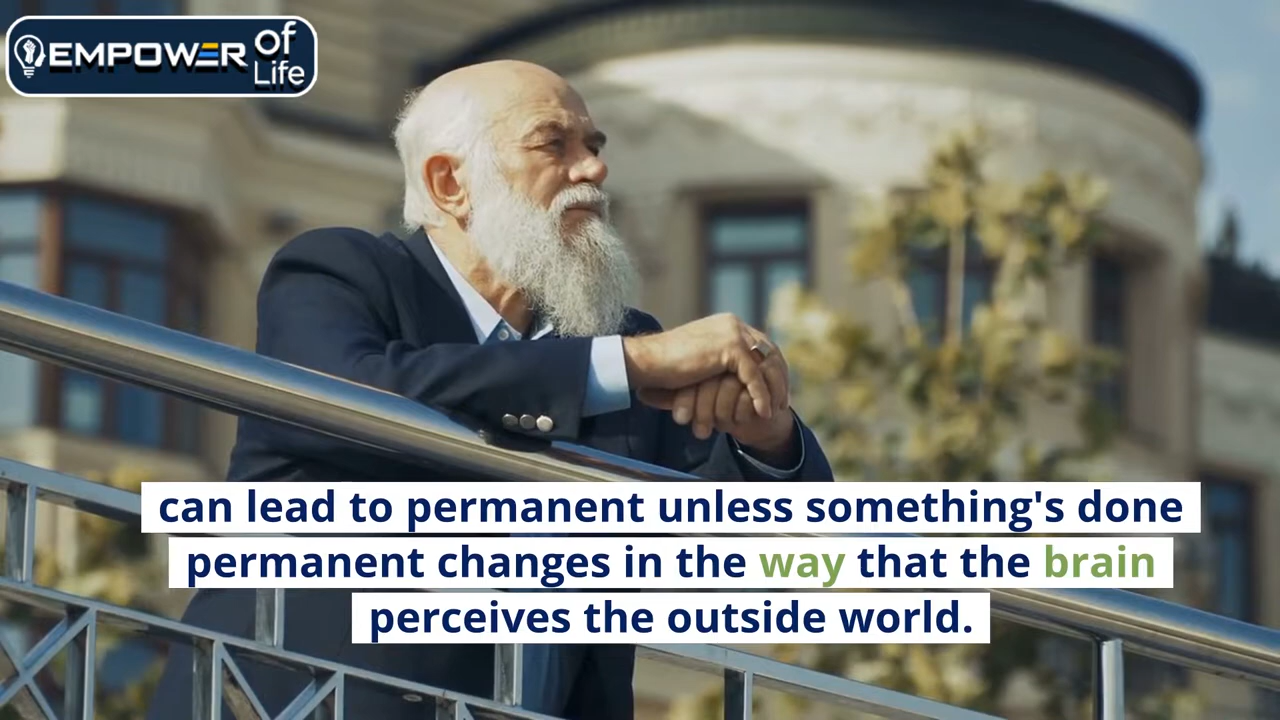 EMPOWER Of
Life
can lead to permanent unless something's done
permanent changes in the way that the brain
perceives the outside world.